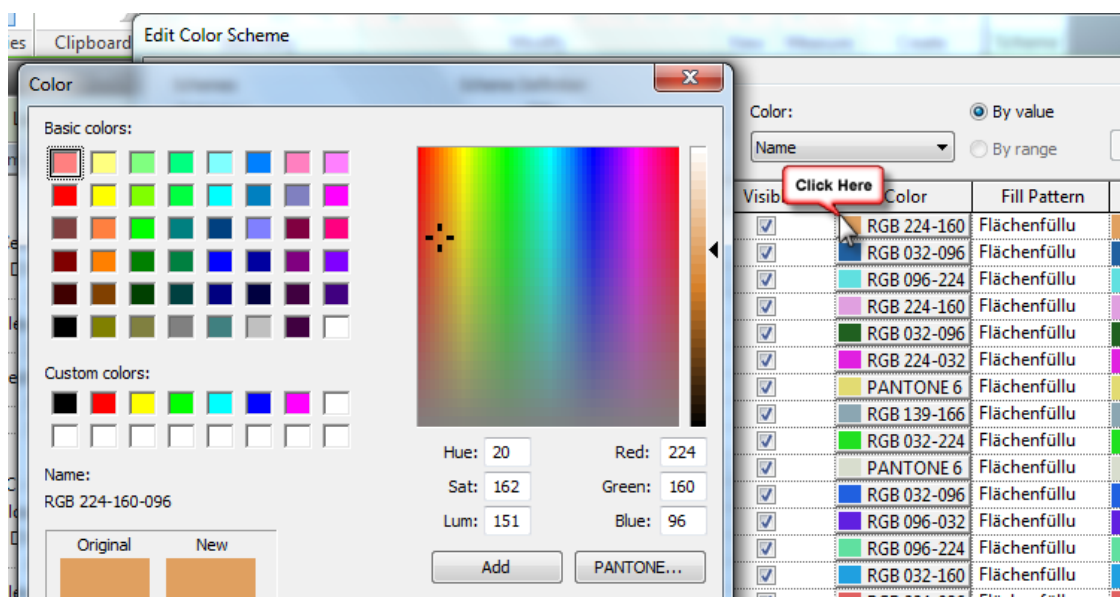 Clipboard
Edit Color Scheme
Color
Basic colors:
Custom colors:
Name:
RGB 224-160-096
Original New
Hue: 20 Red: 224
Sat: 162 Green: 160
Lum: 151 Blue: 96
Add PANTONE...
Color: By value
Name By range
Click Here
Color Fill Pattern
RGB 224-160 Flächenfüllu
RGB 032-096 Flächenfüllu
RGB 096-224 Flächenfüllu
RGB 224-160 Flächenfüllu
RGB 032-096 Flächenfüllu
RGB 224-032 Flächenfüllu
PANTONE 6 Flächenfüllu
RGB 139-166 Flächenfüllu
RGB 032-224 Flächenfüllu
PANTONE 6 Flächenfüllu
RGB 032-096 Flächenfüllu
RGB 096-032 Flächenfüllu
RGB 096-224 Flächenfüllu
RGB 032-160 Flächenfüllu